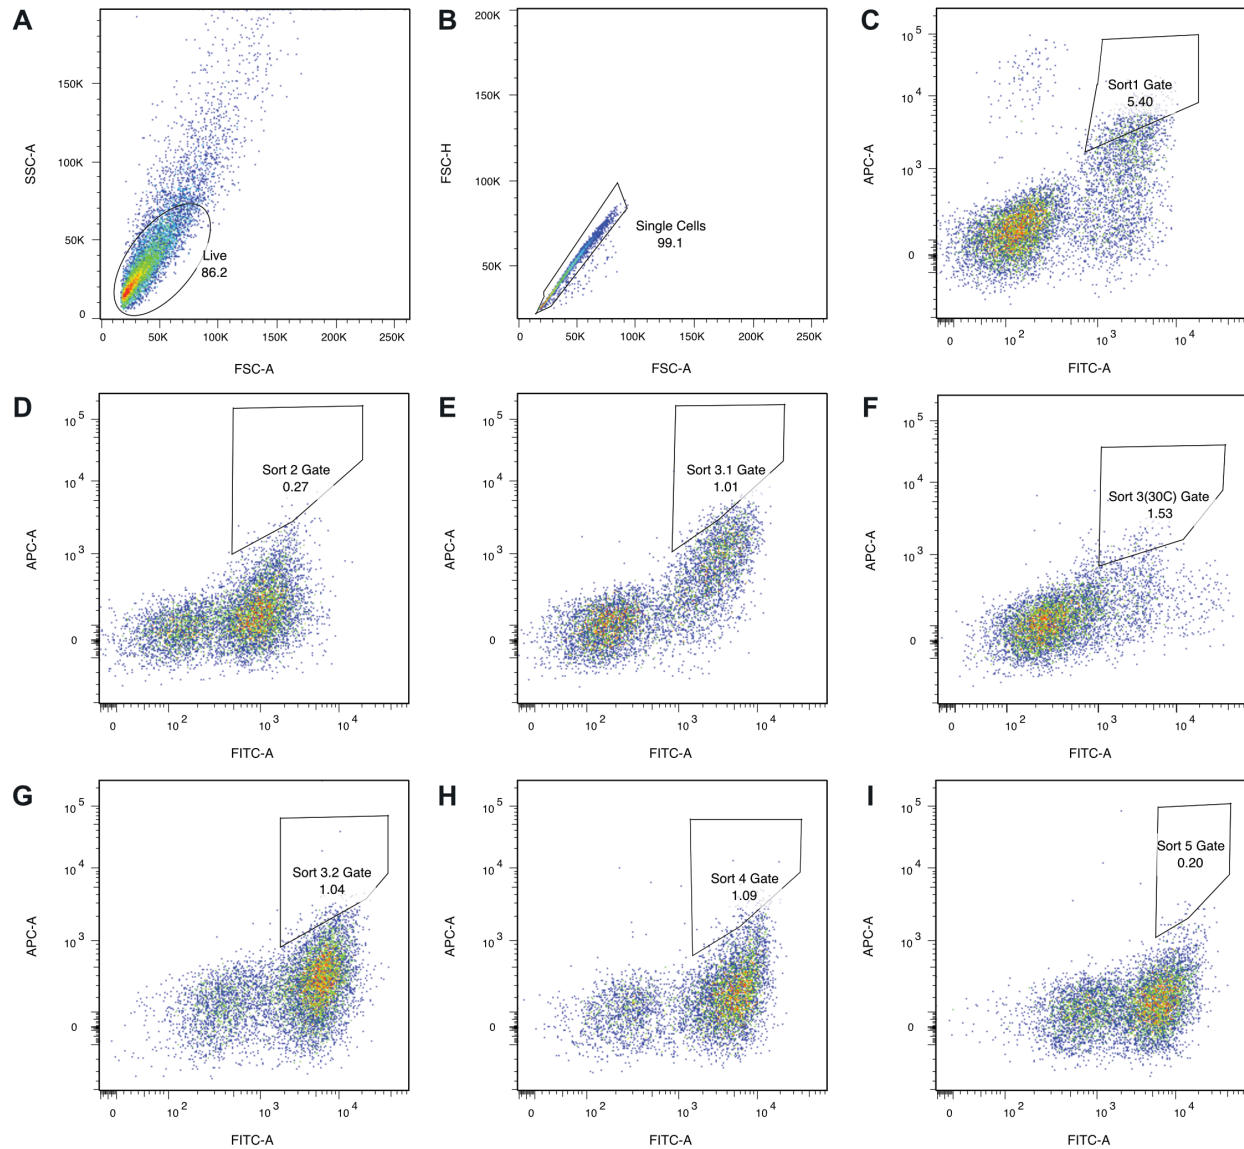 A
SSC-A
150K
100K
50K
0
Live
86.2
0 50K 100K 150K 200K 250K
FSC-A
B
FSC-H
200K
150K
100K
50K
Single Cells
99.1
0 50K 100K 150K 200K 250K
FSC-A
C
APC-A
10 5
10 4
10 3
0
Sort1 Gate
5.40
0 10 2 10 3 10 4
FITC-A
D
APC-A
10 5
10 4
10 3
0
Sort 2 Gate
0.27
0 10 2 10 3 10 4
FITC-A
E
APC-A
10 5
10 4
10 3
0
Sort 3.1 Gate
1.01
0 10 2 10 3 10 4
FITC-A
F
APC-A
10 5
10 4
10 3
0
Sort 3(30C) Gate
1.53
0 10 2 10 3 10 4
FITC-A
G
APC-A
10 5
10 4
10 3
0
Sort 3.2 Gate
1.04
0 10 2 10 3 10 4
FITC-A
H
APC-A
10 5
10 4
10 3
0
Sort 4 Gate
1.09
0 10 2 10 3 10 4
FITC-A
I
APC-A
10 5
10 4
10 3
0
Sort 5 Gate
0.20
0 10 2 10 3 10 4
FITC-A